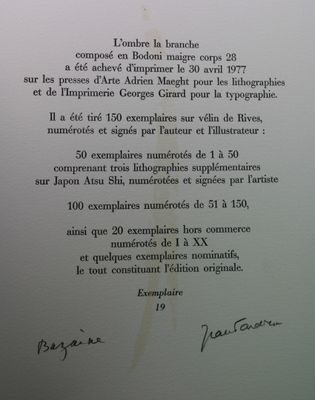 L'ombre la branche
composé en Bodoni maigre corps 28
a été achevé d'imprimer le 30 avril 1977
sur les presses d'Arte Adrien Maeght pour les lithographies
et de l'Imprimerie Georges Girard pour la typographie.
Il a été tiré 150 exemplaires sur vélin de Rives,
numérotés et signés par l'auteur et l'illustrateur :
50 exemplaires numérotés de 1 à 50
comprenant trois lithographies supplémentaires
sur Japon Atsu Shi, numérotées et signées par l'artiste
100 exemplaires numérotés de 51 à 150,
ainsi que 20 exemplaires hors commerce
numérotés de I à XX
et quelques exemplaires nominatifs,
le tout constituant l'édition originale.
Exemplaire
19
Bazaine
Jean Tardieu